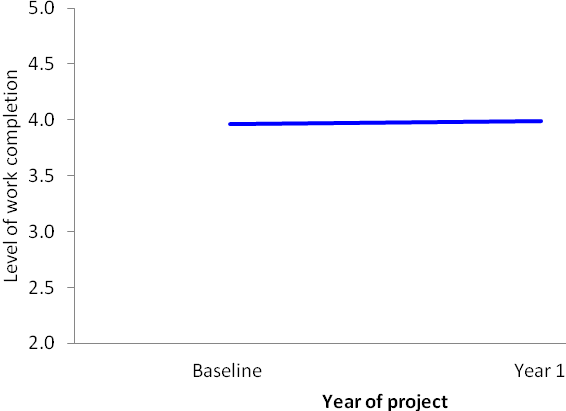 5.0
4.5
4.0
3.5
3.0
2.5
2.0
Level of work completion
Baseline
Year 1
Year of project